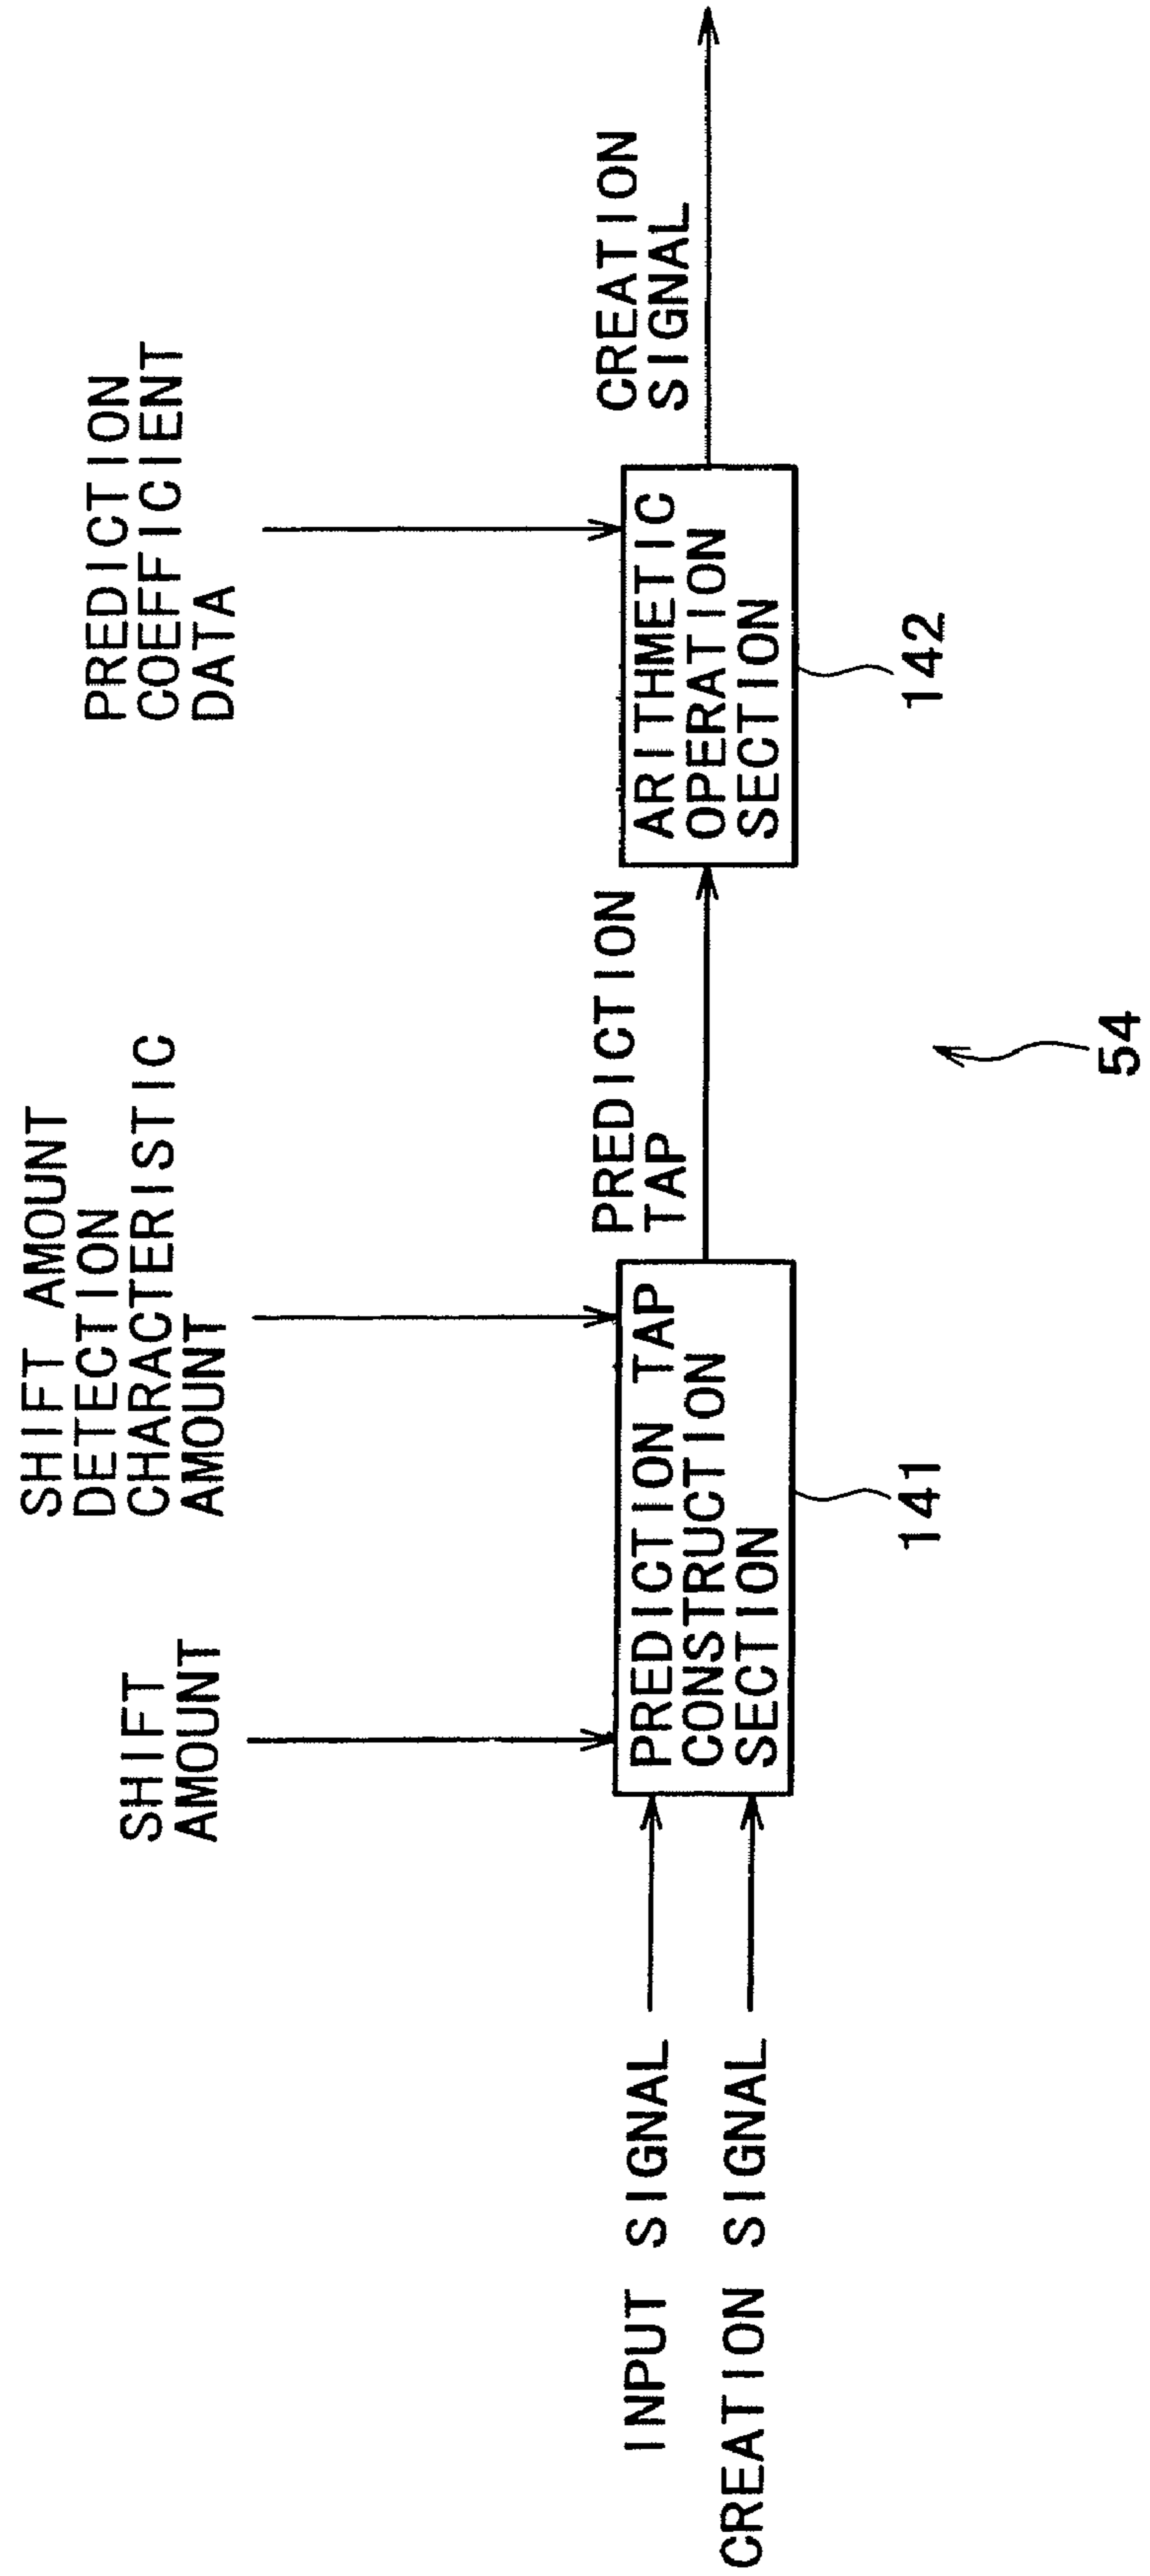 SHIFT
AMOUNT
SHIFT AMOUNT
DETECTION
CHARACTERISTIC
AMOUNT
PREDICTION
COEFFICIENT
DATA
INPUT SIGNAL
CREATION SIGNAL
PREDICTION TAP
CONSTRUCTION
SECTION
141
PREDICTION
TAP
ARITHMETIC
OPERATION
SECTION
142
CREATION
SIGNAL
54